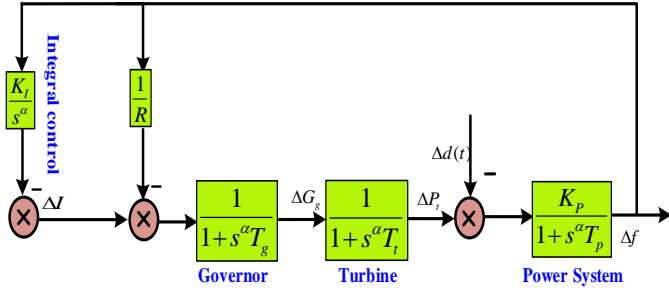 K_I / s^α
Integral control
1 / R
−
−
ΔI
1 / 1 + s^α T_g
ΔG_g
1 / 1 + s^α T_t
ΔP_t
Δd(t)
−
K_P / 1 + s^α T_p
Δf
Governor
Turbine
Power System